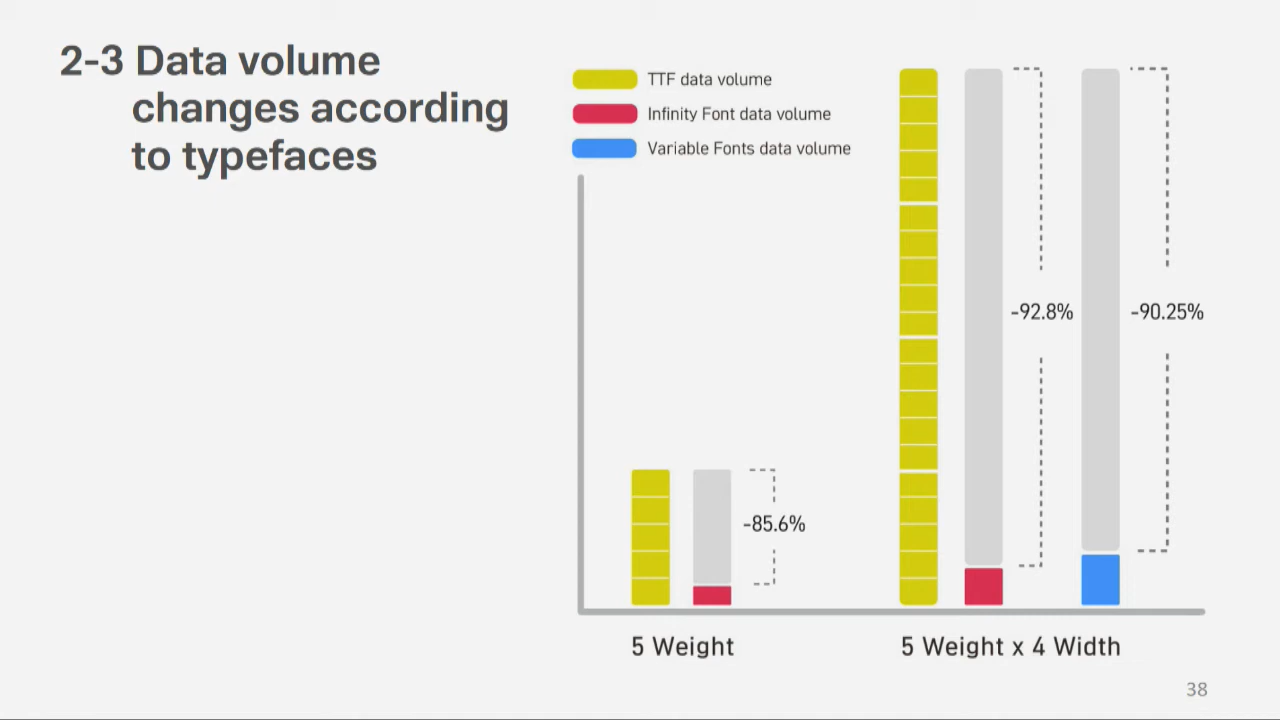 2-3 Data volume
changes according
to typefaces
TTF data volume
Infinity Font data volume
Variable Fonts data volume
-92.8%
-90.25%
-85.6%
5 Weight
5 Weight x 4 Width
38